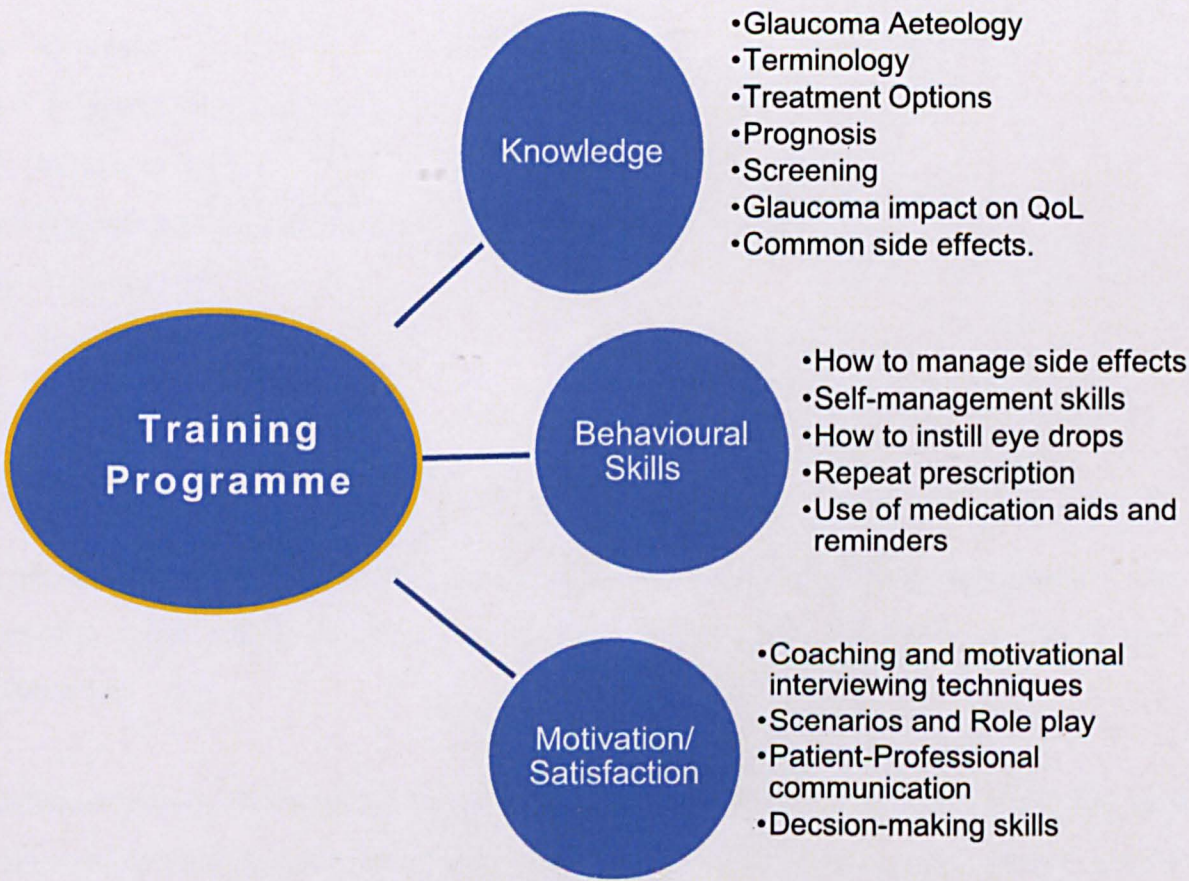 Training
Programme
Knowledge
•Glaucoma Aeteology
•Terminology
•Treatment Options
•Prognosis
•Screening
•Glaucoma impact on QoL
•Common side effects.
Behavioural
Skills
•How to manage side effects
•Self-management skills
•How to instill eye drops
•Repeat prescription
•Use of medication aids and
reminders
Motivation/
Satisfaction
•Coaching and motivational
interviewing techniques
•Scenarios and Role play
•Patient-Professional
communication
•Decsion-making skills